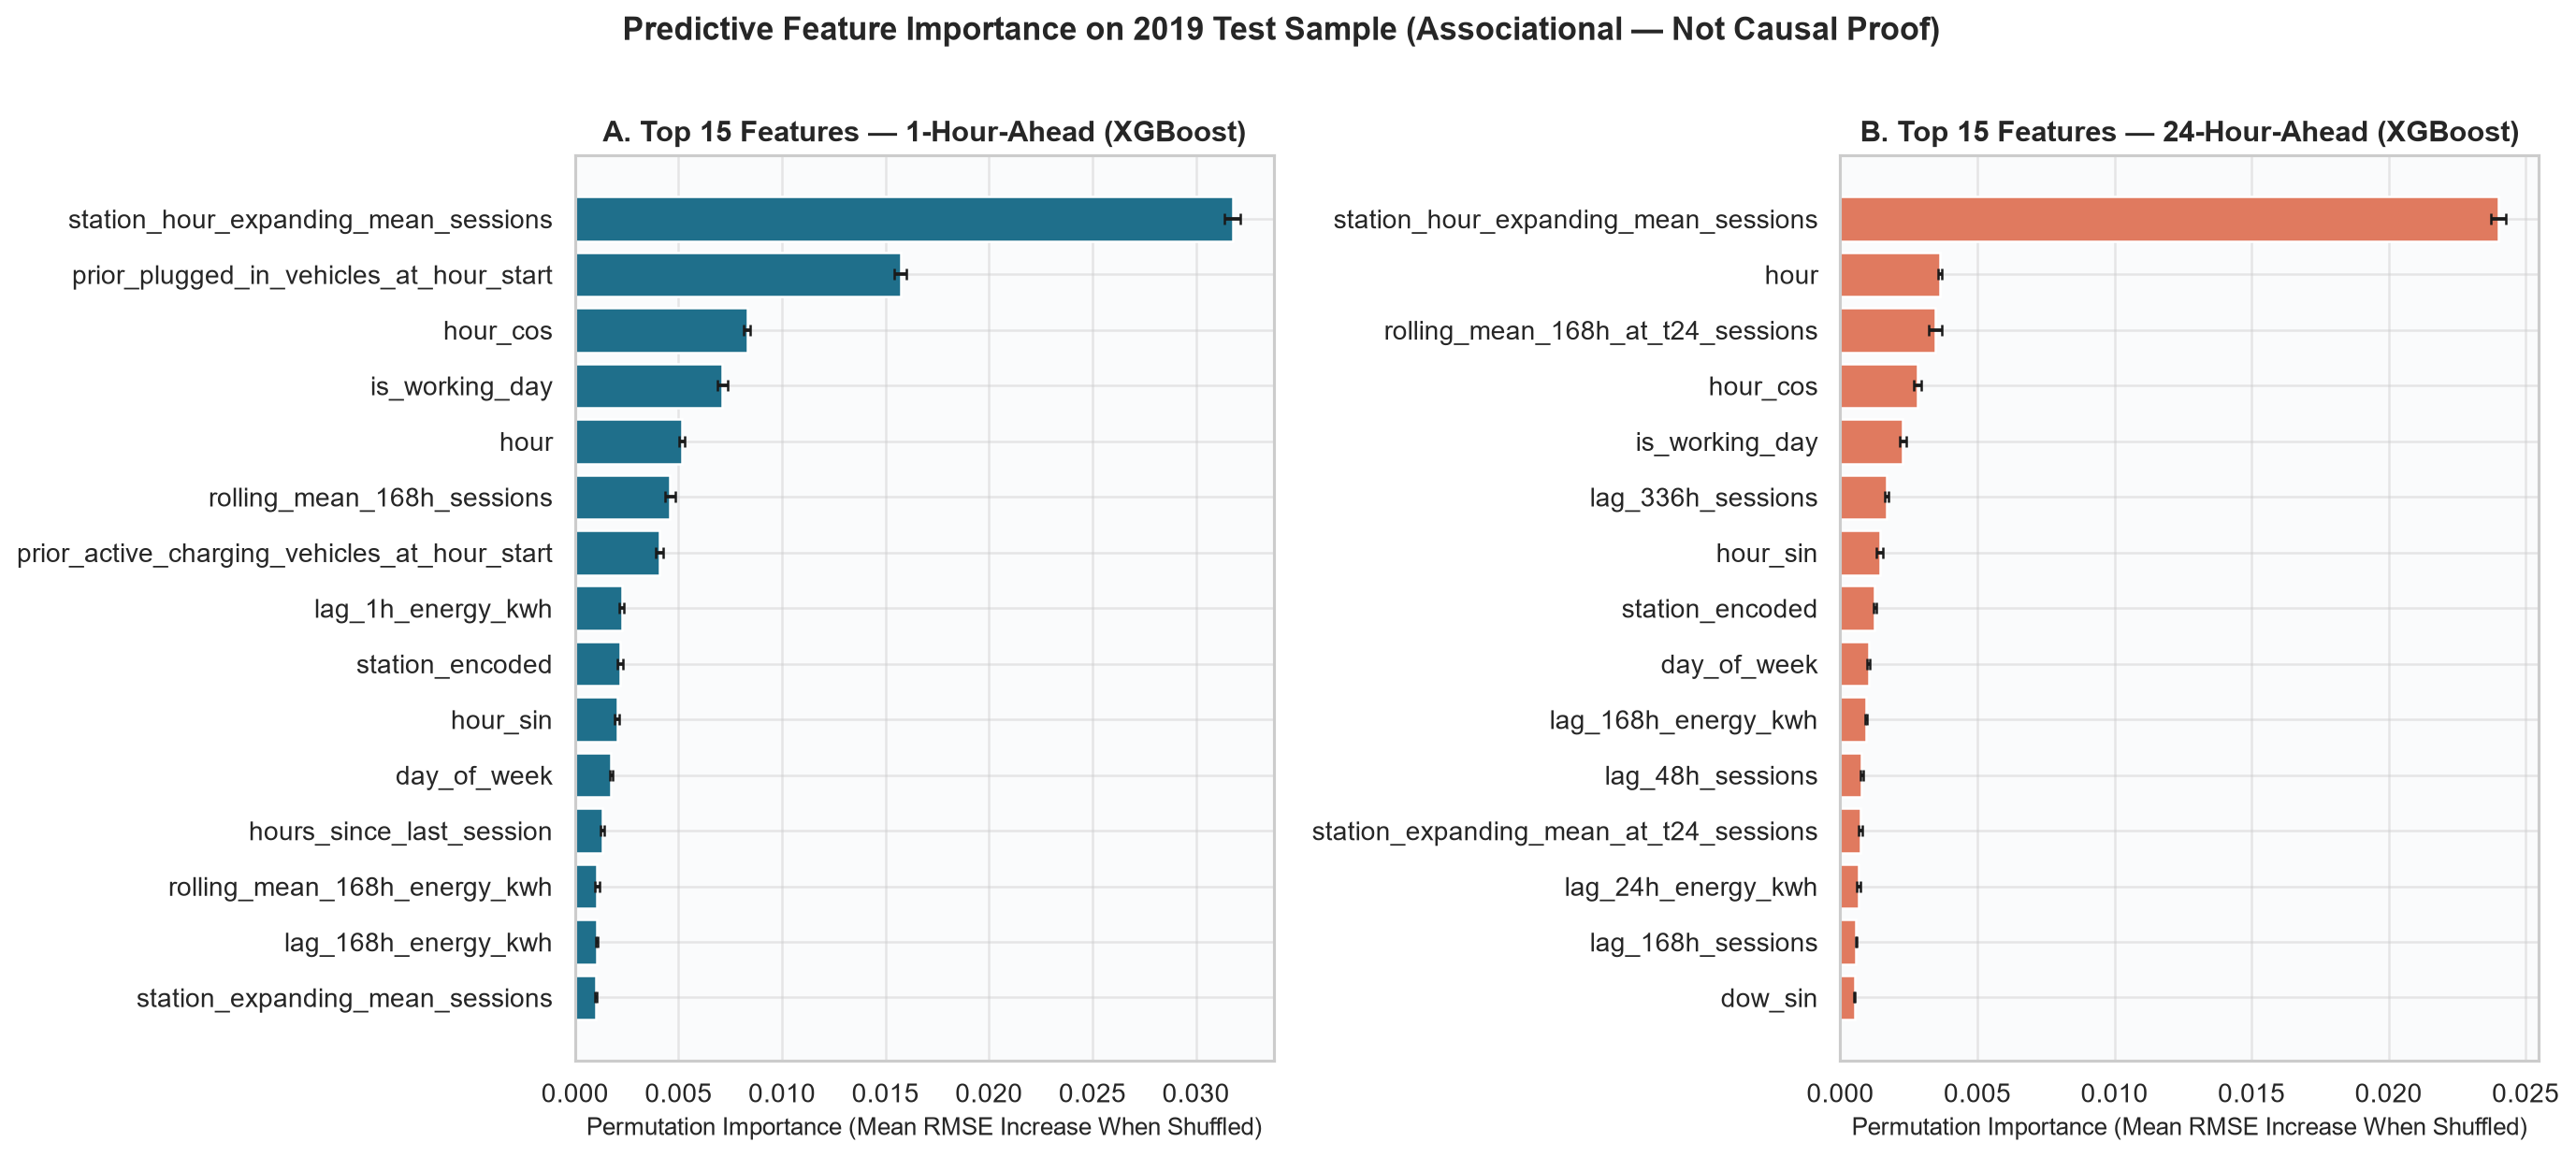 Predictive Feature Importance on 2019 Test Sample (Associational — Not Causal Proof)
A. Top 15 Features — 1-Hour-Ahead (XGBoost)
station_hour_expanding_mean_sessions
prior_plugged_in_vehicles_at_hour_start
hour_cos
is_working_day
hour
rolling_mean_168h_sessions
prior_active_charging_vehicles_at_hour_start
lag_1h_energy_kwh
station_encoded
hour_sin
day_of_week
hours_since_last_session
rolling_mean_168h_energy_kwh
lag_168h_energy_kwh
station_expanding_mean_sessions
0.000 0.005 0.010 0.015 0.020 0.025 0.030
Permutation Importance (Mean RMSE Increase When Shuffled)
B. Top 15 Features — 24-Hour-Ahead (XGBoost)
station_hour_expanding_mean_sessions
hour
rolling_mean_168h_at_t24_sessions
hour_cos
is_working_day
lag_336h_sessions
hour_sin
station_encoded
day_of_week
lag_168h_energy_kwh
lag_48h_sessions
station_expanding_mean_at_t24_sessions
lag_24h_energy_kwh
lag_168h_sessions
dow_sin
0.000 0.005 0.010 0.015 0.020 0.025
Permutation Importance (Mean RMSE Increase When Shuffled)